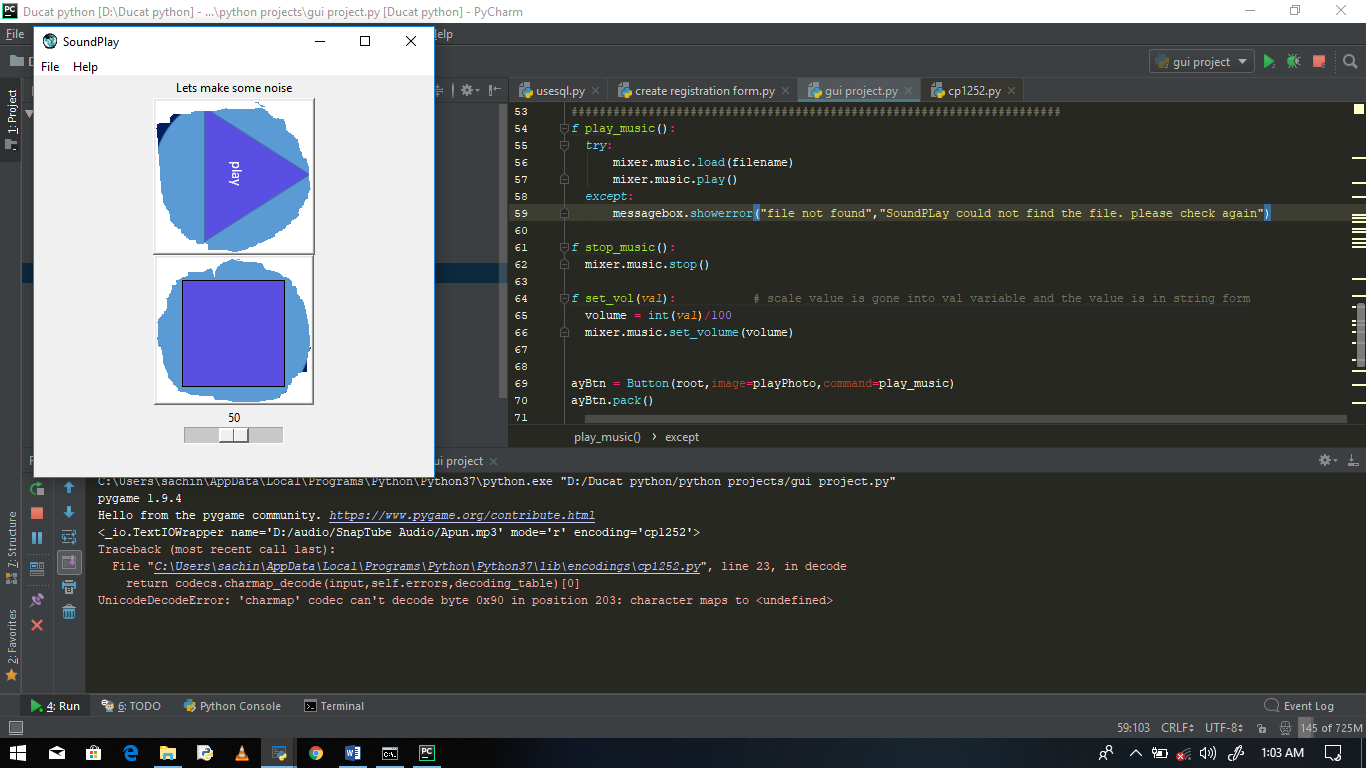 Ducat python [D:\Ducat python] - ...\python projects\gui project.py [Ducat python] - PyCharm
File
elp
SoundPlay
File Help
Lets make some noise
play
50
gui project
1: Project
usesql.py
create registration form.py
gui project.py
cp1252.py
53 ######################################################################
54 f play_music():
55 try:
56 mixer.music.load(filename)
57 mixer.music.play()
58 except:
59 messagebox.showerror("file not found","SoundPLay could not find the file. please check again")
60
61 f stop_music():
62 mixer.music.stop()
63
64 f set_vol(val): # scale value is gone into val variable and the value is in string form
65 volume = int(val)/100
66 mixer.music.set_volume(volume)
67
68
69 ayBtn = Button(root,image=playPhoto,command=play_music)
70 ayBtn.pack()
71
play_music() › except
ui project
C:\Users\sachin\AppData\Local\Programs\Python\Python37\python.exe "D:/Ducat python/python projects/gui project.py"
pygame 1.9.4
Hello from the pygame community. https://www.pygame.org/contribute.html
<_io.TextIOWrapper name='D:/audio/SnapTube Audio/Apun.mp3' mode='r' encoding='cp1252'>
Traceback (most recent call last):
File "C:\Users\sachin\AppData\Local\Programs\Python\Python37\lib\encodings\cp1252.py", line 23, in decode
return codecs.charmap_decode(input,self.errors,decoding_table)[0]
UnicodeDecodeError: 'charmap' codec can't decode byte 0x90 in position 203: character maps to <undefined>
7: Structure
2: Favorites
4: Run
6: TODO
Python Console
Terminal
Event Log
59:103 CRLF UTF-8 145 of 725M
1:03 AM